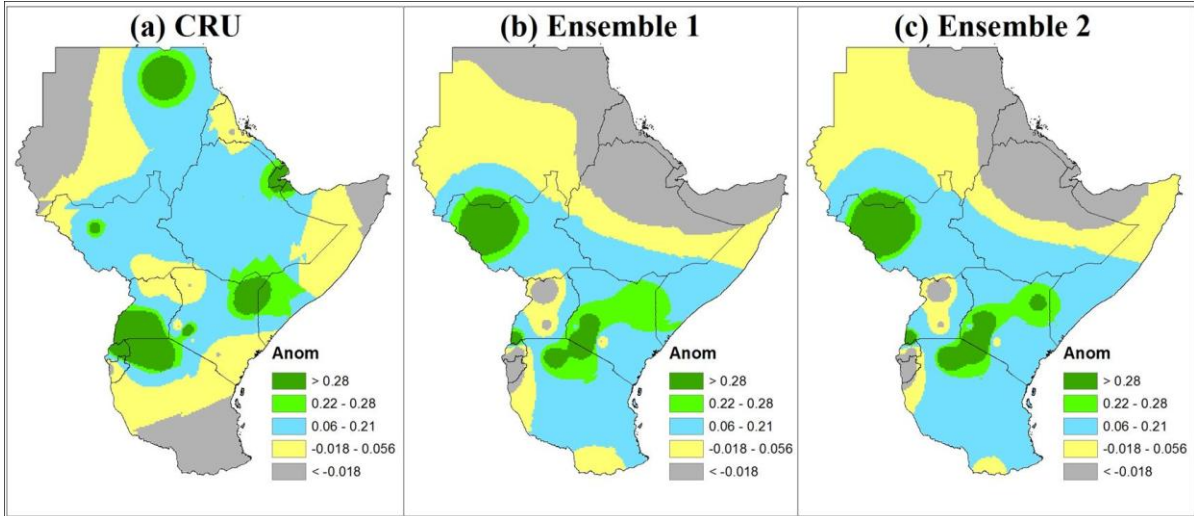 (a) CRU
Anom
> 0.28
0.22 - 0.28
0.06 - 0.21
-0.018 - 0.056
< -0.018
(b) Ensemble 1
Anom
> 0.28
0.22 - 0.28
0.06 - 0.21
-0.018 - 0.056
< -0.018
(c) Ensemble 2
Anom
> 0.28
0.22 - 0.28
0.06 - 0.21
-0.018 - 0.056
< -0.018